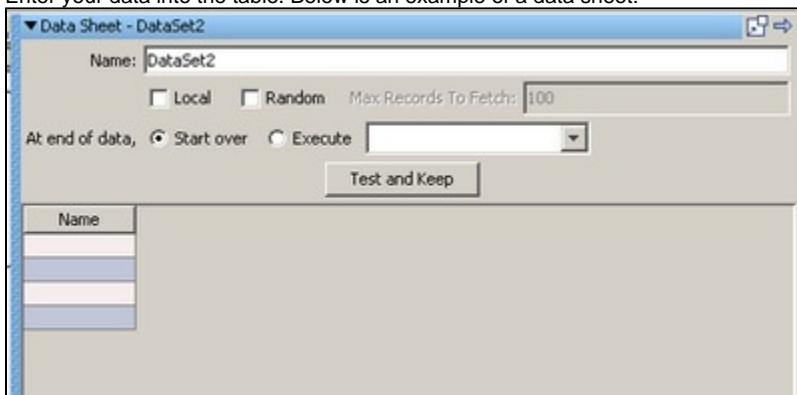 Enter your data into the table. Below is an example of a data sheet.
Data Sheet - DataSet2
Name: DataSet2
Local Random Max Records To Fetch: 100
At end of data, Start over Execute
Test and Keep
Name